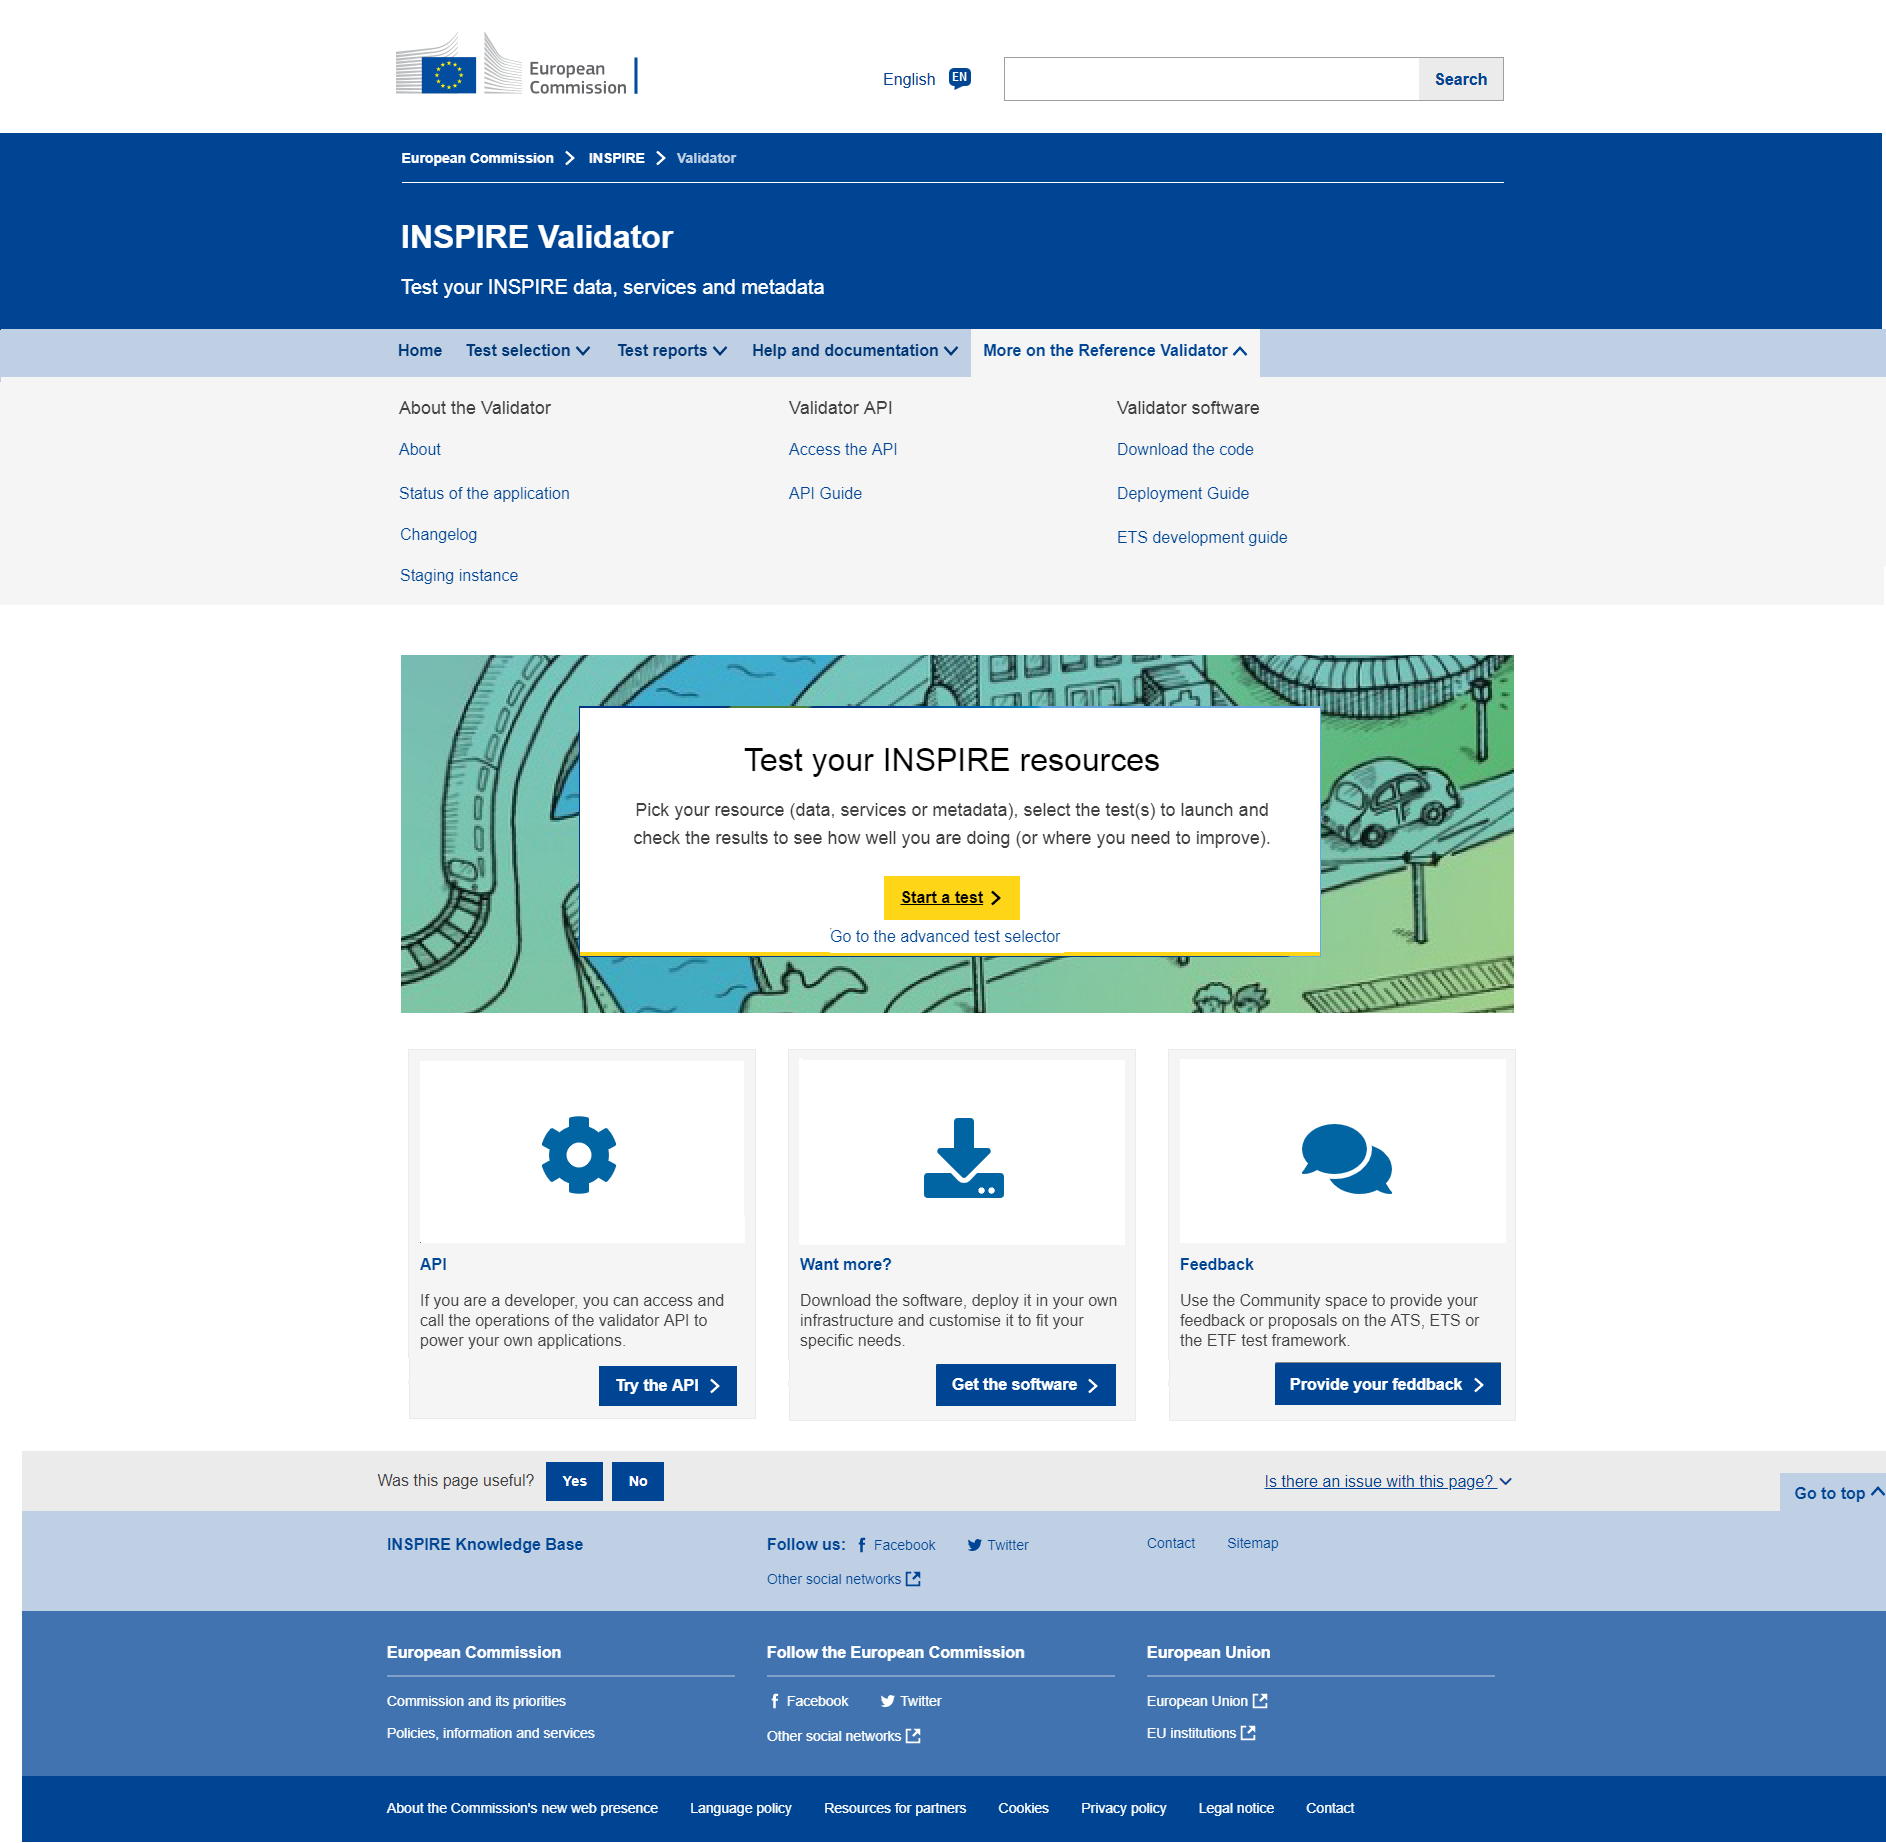 European
Commission
English EN
Search
European Commission INSPIRE Validator
INSPIRE Validator
Test your INSPIRE data, services and metadata
Home Test selection Test reports Help and documentation More on the Reference Validator
About the Validator
About
Status of the application
Changelog
Staging instance
Validator API
Access the API
API Guide
Validator software
Download the code
Deployment Guide
ETS development guide
Test your INSPIRE resources
Pick your resource (data, services or metadata), select the test(s) to launch and
check the results to see how well you are doing (or where you need to improve).
Start a test
Go to the advanced test selector
API
If you are a developer, you can access and
call the operations of the validator API to
power your own applications.
Try the API
Want more?
Download the software, deploy it in your own
infrastructure and customise it to fit your
specific needs.
Get the software
Feedback
Use the Community space to provide your
feedback or proposals on the ATS, ETS or
the ETF test framework.
Provide your feddback
Was this page useful? Yes No
Is there an issue with this page?
Go to top
INSPIRE Knowledge Base
Follow us: Facebook Twitter
Other social networks
Contact Sitemap
European Commission
Commission and its priorities
Policies, information and services
Follow the European Commission
Facebook Twitter
Other social networks
European Union
European Union
EU institutions
About the Commission's new web presence Language policy Resources for partners Cookies Privacy policy Legal notice Contact